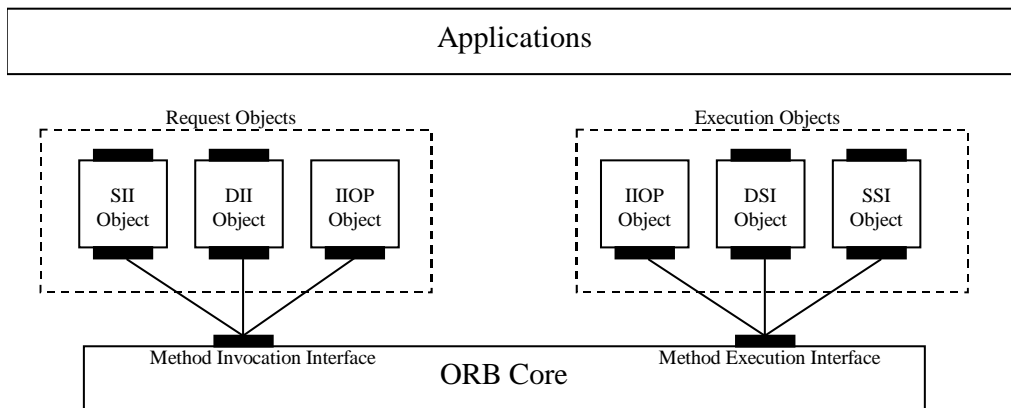 Applications
Request Objects
Execution Objects
SII
Object
DII
Object
IIOP
Object
IIOP
Object
DSI
Object
SSI
Object
Method Invocation Interface
Method Execution Interface
ORB Core